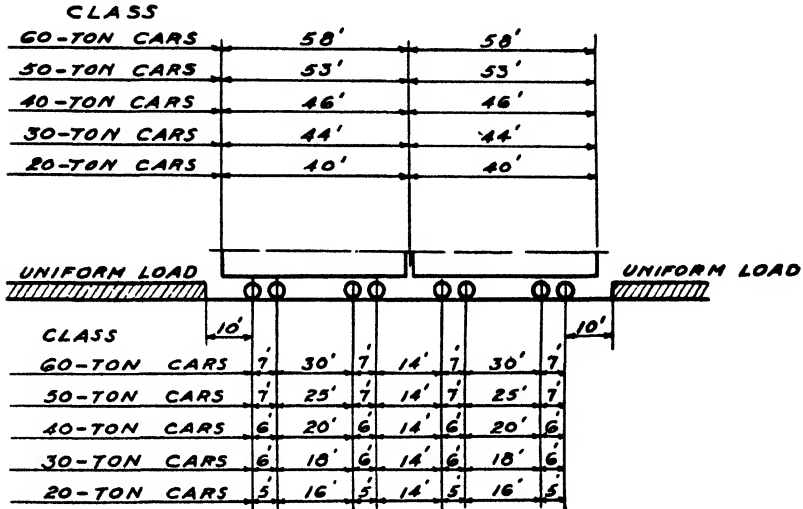 CLASS
60-TON CARS 58' 58'
50-TON CARS 53' 53'
40-TON CARS 46' 46'
30-TON CARS 44' 44'
20-TON CARS 40' 40'
UNIFORM LOAD UNIFORM LOAD
10' 10'
CLASS
60-TON CARS 7' 30' 7' 14' 7' 30' 7'
50-TON CARS 7' 25' 7' 14' 7' 25' 7'
40-TON CARS 6' 20' 6' 14' 6' 20' 6'
30-TON CARS 6' 18' 6' 14' 6' 18' 6'
20-TON CARS 5' 16' 5' 14' 5' 16' 5'